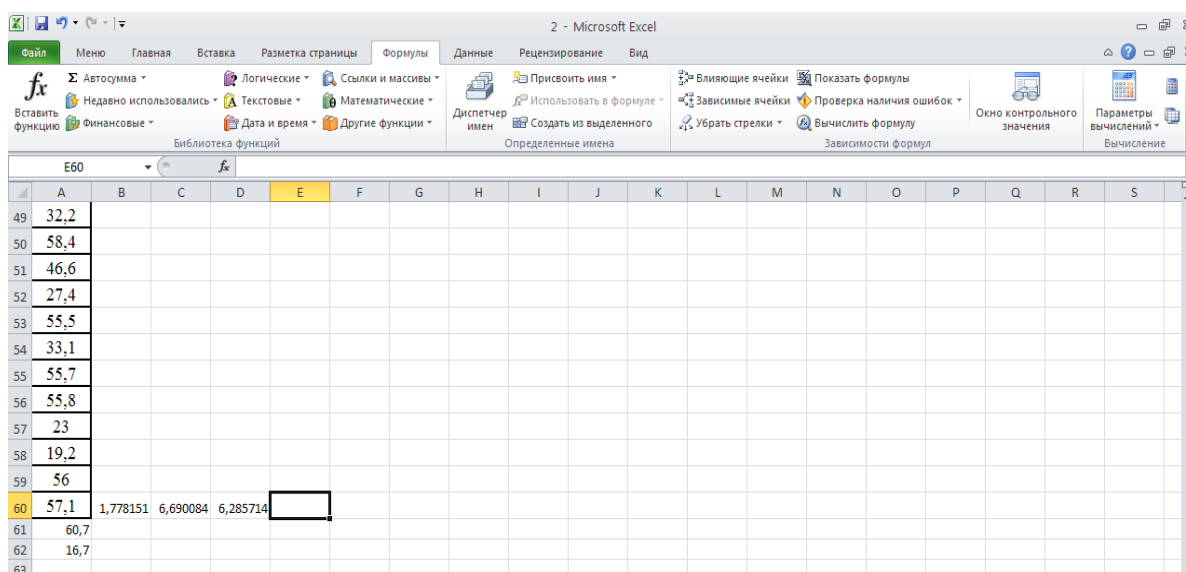 2 - Microsoft Excel
Файл Меню Главная Вставка Разметка страницы Формулы Данные Рецензирование Вид
fx Вставить функцию
Σ Автосумма
Недавно использовались
Финансовые
Логические
Текстовые
Дата и время
Ссылки и массивы
Математические
Другие функции
Библиотека функций
Диспетчер имен
Присвоить имя
Использовать в формуле
Создать из выделенного
Определенные имена
Влияющие ячейки
Зависимые ячейки
Убрать стрелки
Показать формулы
Проверка наличия ошибок
Вычислить формулу
Зависимости формул
Окно контрольного значения
Параметры вычислений
Вычисление
E60 fx
A B C D E F G H I J K L M N O P Q R S
49 32,2
50 58,4
51 46,6
52 27,4
53 55,5
54 33,1
55 55,7
56 55,8
57 23
58 19,2
59 56
60 57,1 1,778151 6,690084 6,285714
61 60,7
62 16,7
63